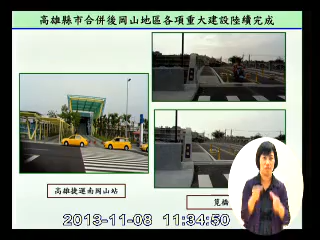 高雄縣市合併後岡山地區各項重大建設陸續完成
高雄捷運南岡山站
筧橋
2013-11-08 11:34:50